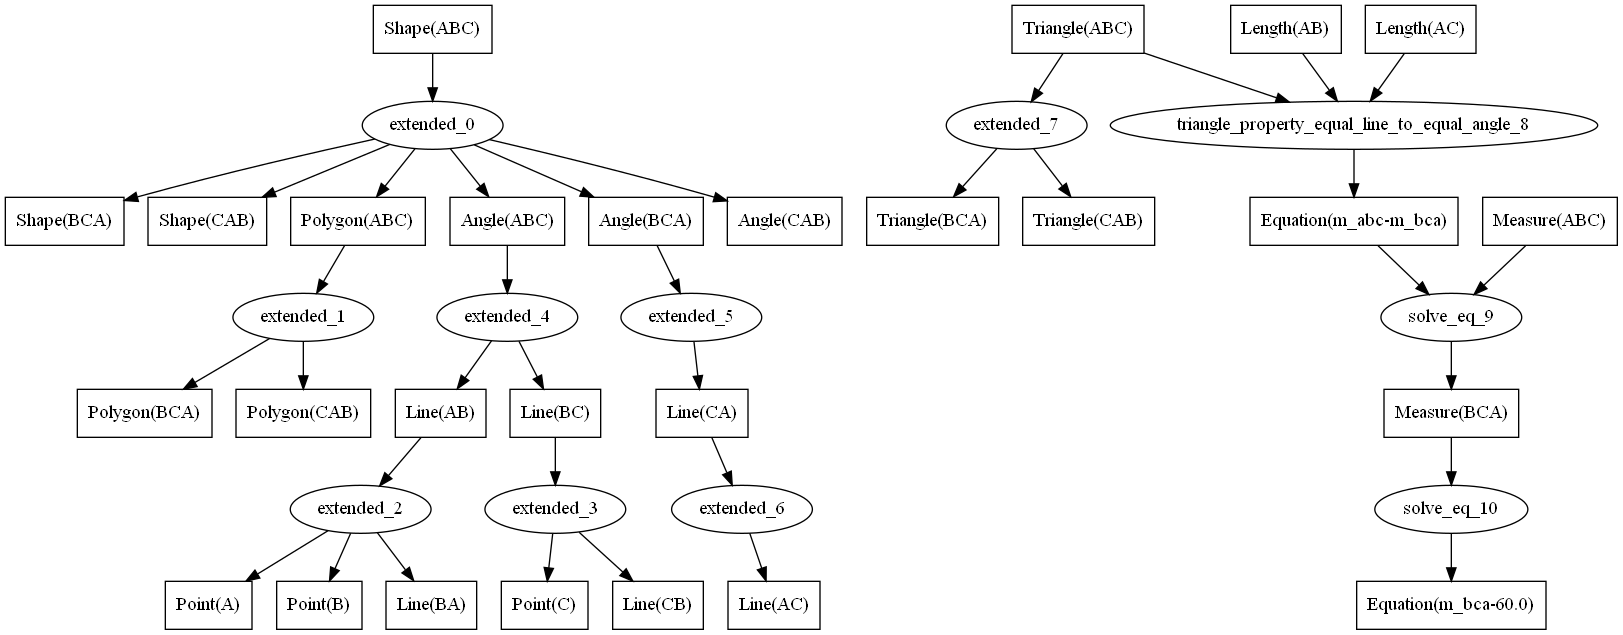 Shape(ABC)
Triangle(ABC)
Length(AB)
Length(AC)
extended_0
extended_7
triangle_property_equal_line_to_equal_angle_8
Shape(BCA)
Shape(CAB)
Polygon(ABC)
Angle(ABC)
Angle(BCA)
Angle(CAB)
Triangle(BCA)
Triangle(CAB)
Equation(m_abc-m_bca)
Measure(ABC)
extended_1
extended_4
extended_5
solve_eq_9
Polygon(BCA)
Polygon(CAB)
Line(AB)
Line(BC)
Line(CA)
Measure(BCA)
extended_2
extended_3
extended_6
solve_eq_10
Point(A)
Point(B)
Line(BA)
Point(C)
Line(CB)
Line(AC)
Equation(m_bca-60.0)